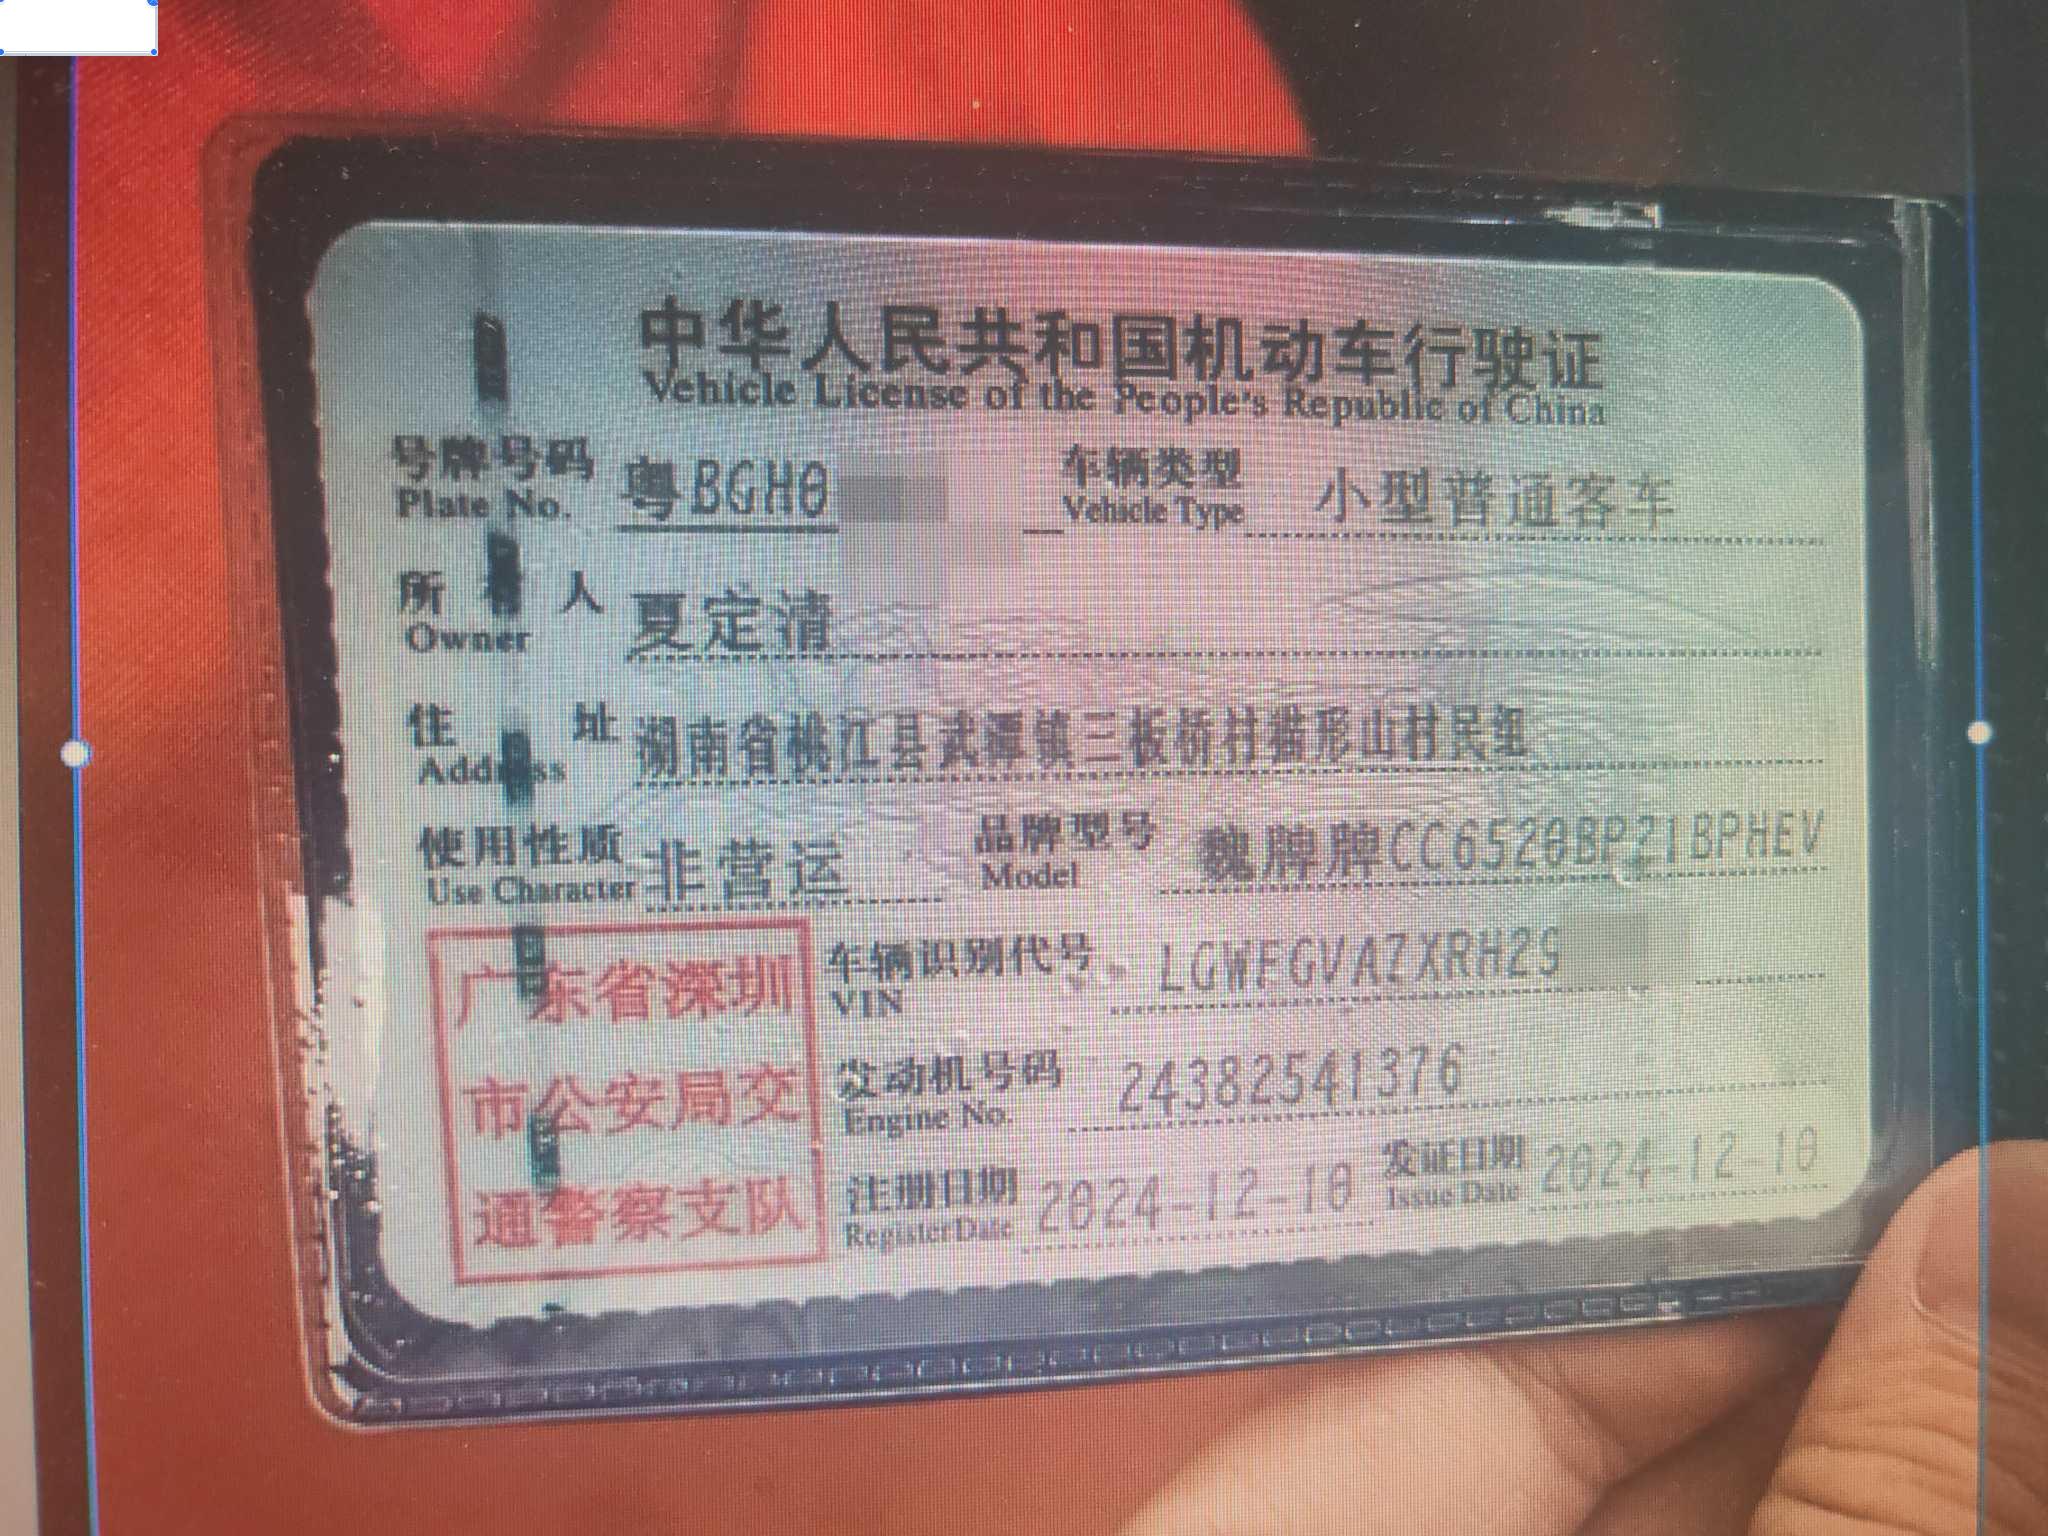 中华人民共和国机动车行驶证
Vehicle License of the People's Republic of China
号牌号码 粤BGH0 车辆类型 小型普通客车
Plate No. Vehicle Type
所有人 夏定清
Owner
住址 湖南省桃江县武潭镇三板桥村猫形山村民组
Address
使用性质 非营运 品牌型号 魏牌牌CC6520BP21BPHEV
Use Character Model
广东省深圳
市公安局交
通警察支队
车辆识别代号 LGWFGVAZXRH2S
VIN
发动机号码 24382541376
Engine No.
注册日期 2024-12-10 发证日期 2024-12-10
Register Date Issue Date